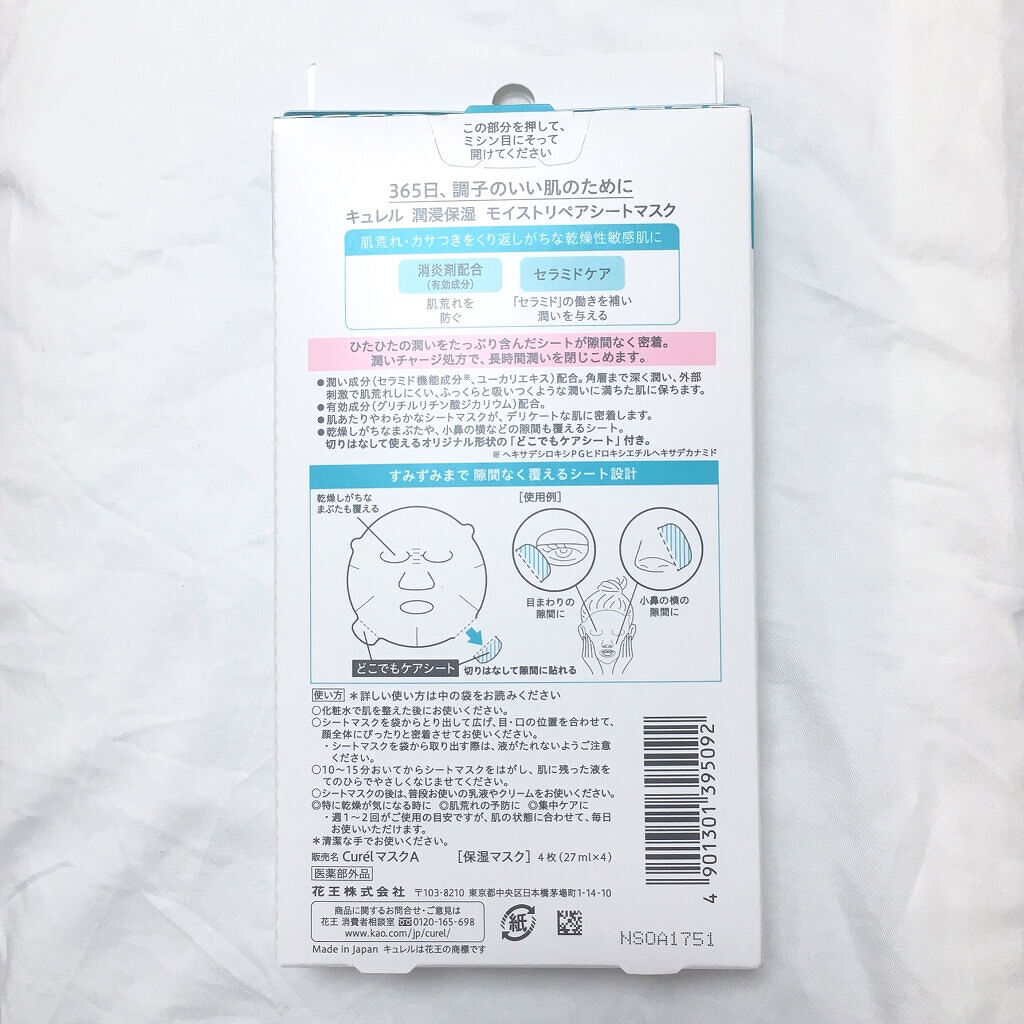 この部分を押して、
ミシン目にそって
開けてください
365日、調子のいい肌のために
キュレル 潤浸保湿 モイストリペアシートマスク
肌荒れ・カサつきをくり返しがちな乾燥性敏感肌に
消炎剤配合
(有効成分)
肌荒れを
防ぐ
セラミドケア
「セラミド」の働きを補い
潤いを与える
ひたひたの潤いをたっぷり含んだシートが隙間なく密着。
潤いチャージ処方で、長時間潤いを閉じこめます。
●潤い成分(セラミド機能成分※、ユーカリエキス)配合。角層まで深く潤い、外部
刺激で肌荒れしにくい、ふっくらと吸いつくような潤いに満ちた肌に保ちます。
●有効成分(グリチルリチン酸ジカリウム)配合。
●肌あたりやわらかなシートマスクが、デリケートな肌に密着します。
●乾燥しがちなまぶたや、小鼻の横などの隙間も覆えるシート。
切りはなして使えるオリジナル形状の「どこでもケアシート」付き。
※ ヘキサデシロキシPGヒドロキシエチルヘキサデカナミド
すみずみまで 隙間なく覆えるシート設計
乾燥しがちな
まぶたも覆える
[使用例]
目まわりの
隙間に
小鼻の横の
隙間に
どこでもケアシート 切りはなして隙間に貼れる
使い方 *詳しい使い方は中の袋をお読みください
○化粧水で肌を整えた後にお使いください。
○シートマスクを袋からとり出して広げ、目・口の位置を合わせて、
顔全体にぴったりと密着させてお使いください。
・シートマスクを袋から取り出す際は、液がたれないようご注意
ください。
○10〜15分おいてからシートマスクをはがし、肌に残った液を
てのひらでやさしくなじませてください。
○シートマスクの後は、普段お使いの乳液やクリームをお使いください。
◎特に乾燥が気になる時に ◎肌荒れの予防に ◎集中ケアに
・週1〜2回がご使用の目安ですが、肌の状態に合わせて、毎日
お使いいただけます。
*清潔な手でお使いください。
販売名 CurélマスクA [保湿マスク] 4枚(27ml×4)
医薬部外品
花王株式会社 〒103-8210 東京都中央区日本橋茅場町1-14-10
商品に関するお問合せ・ご意見は
花王 消費者相談室 0120-165-698
www.kao.com/jp/curel/
Made in Japan キュレルは花王の商標です
紙
NSOA1751
4 901301 395092